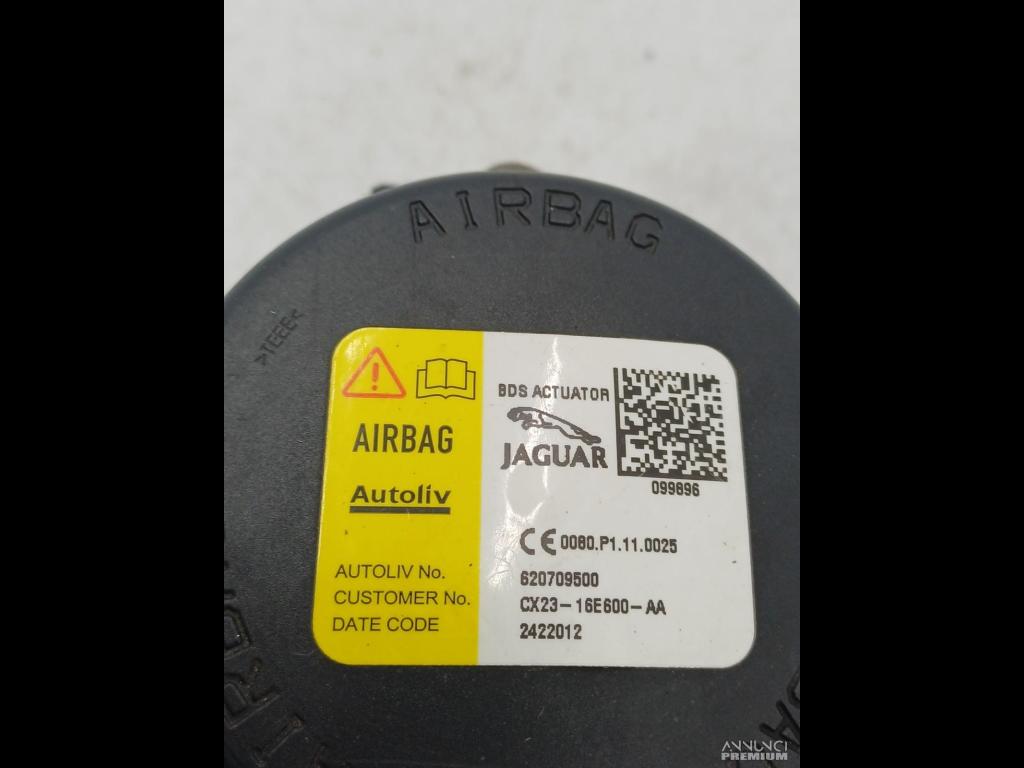 AIRBAG
>TEEE<
BDS ACTUATOR
JAGUAR
099896
AIRBAG
Autoliv
CE 0080.P1.11.0025
AUTOLIV No. 620709500
CUSTOMER No. CX23-16E600-AA
DATE CODE 2422012
ANNUNCI
PREMIUM